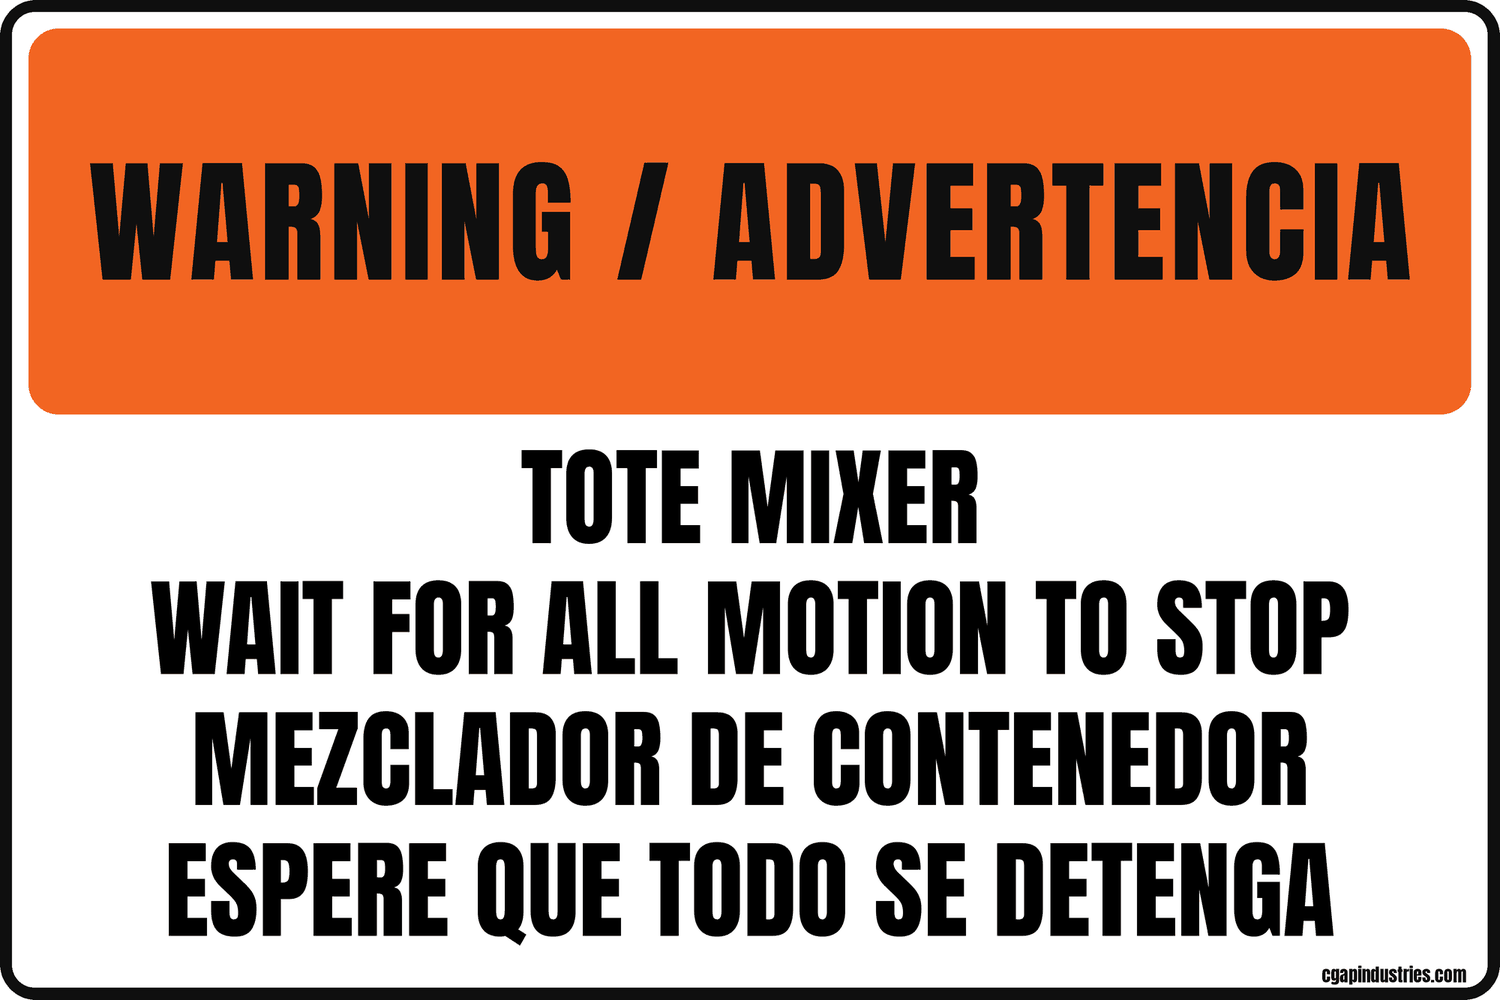 WARNING / ADVERTENCIA
TOTE MIXER
WAIT FOR ALL MOTION TO STOP
MEZCLADOR DE CONTENEDOR
ESPERE QUE TODO SE DETENGA
cgapindustries.com